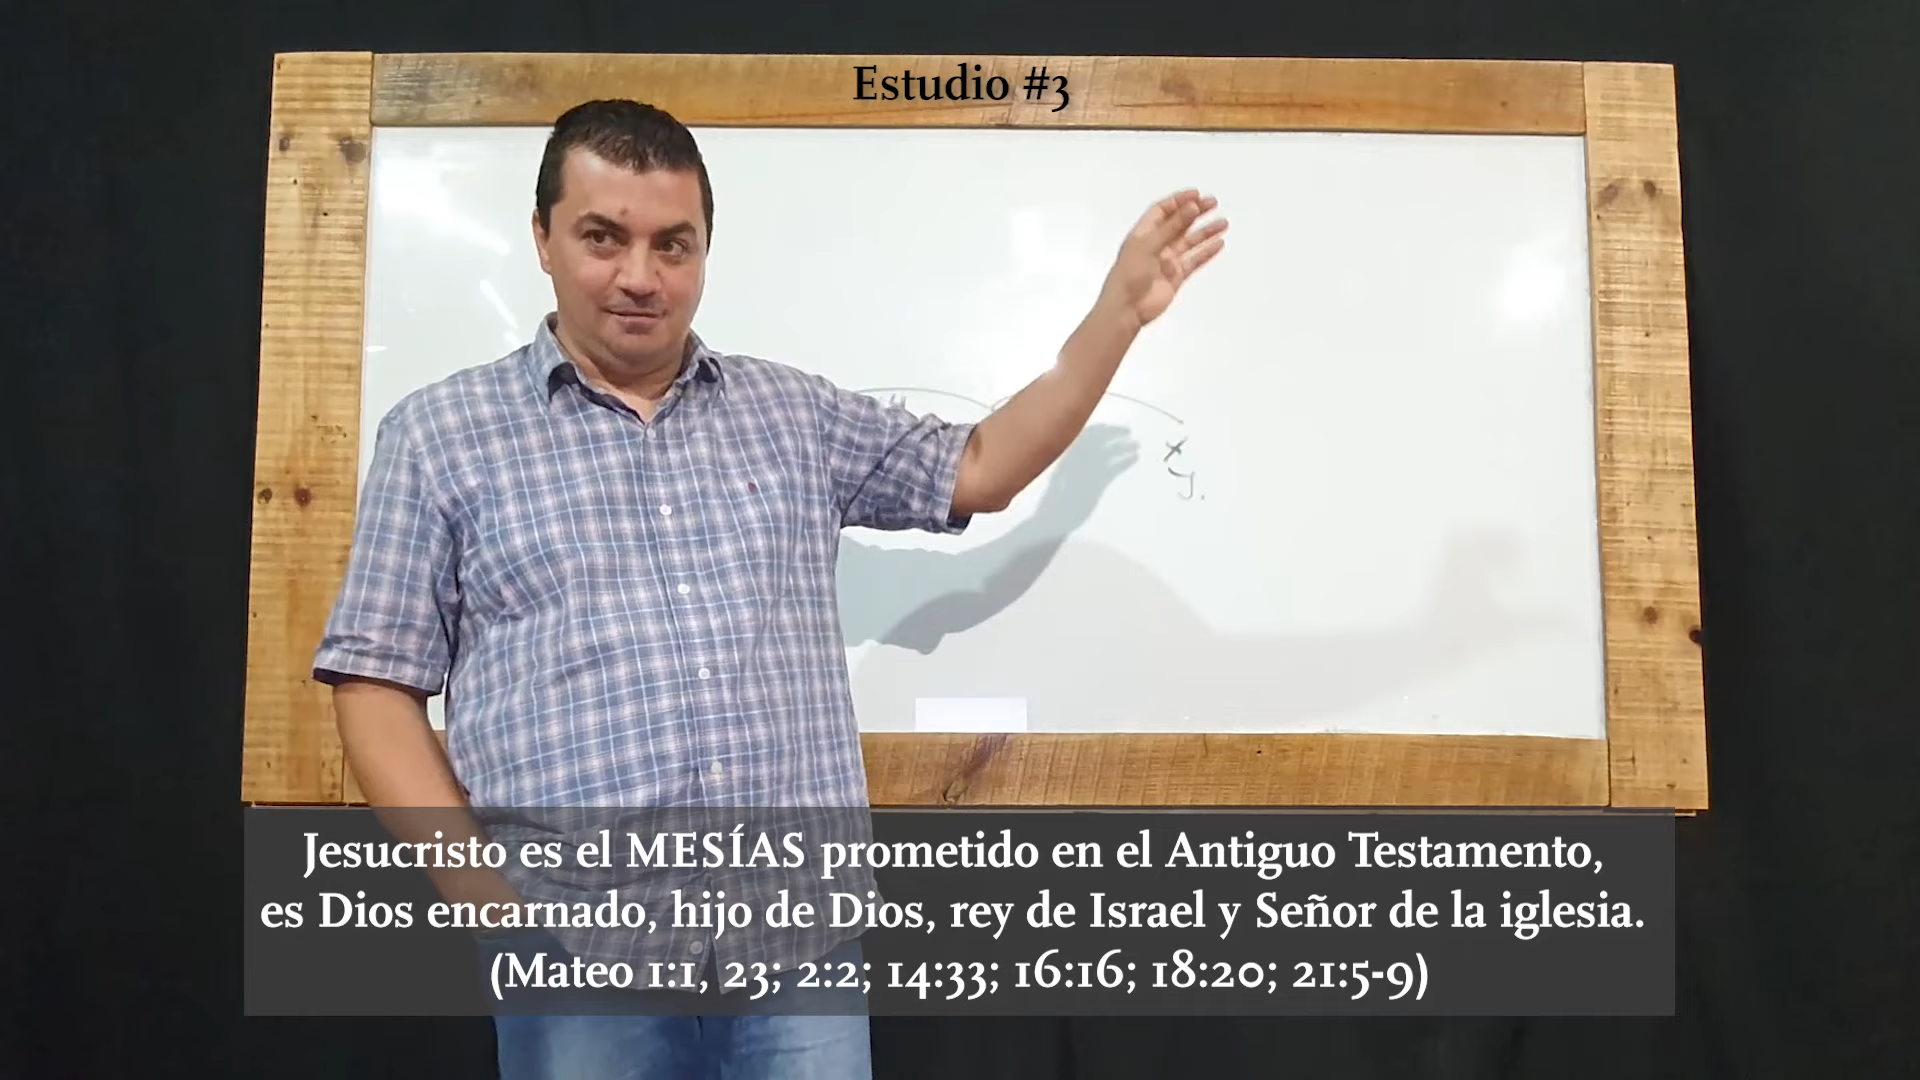 Estudio #3
Jesucristo es el MESÍAS prometido en el Antiguo Testamento,
es Dios encarnado, hijo de Dios, rey de Israel y Señor de la iglesia.
(Mateo 1:1, 23; 2:2; 14:33; 16:16; 18:20; 21:5-9)